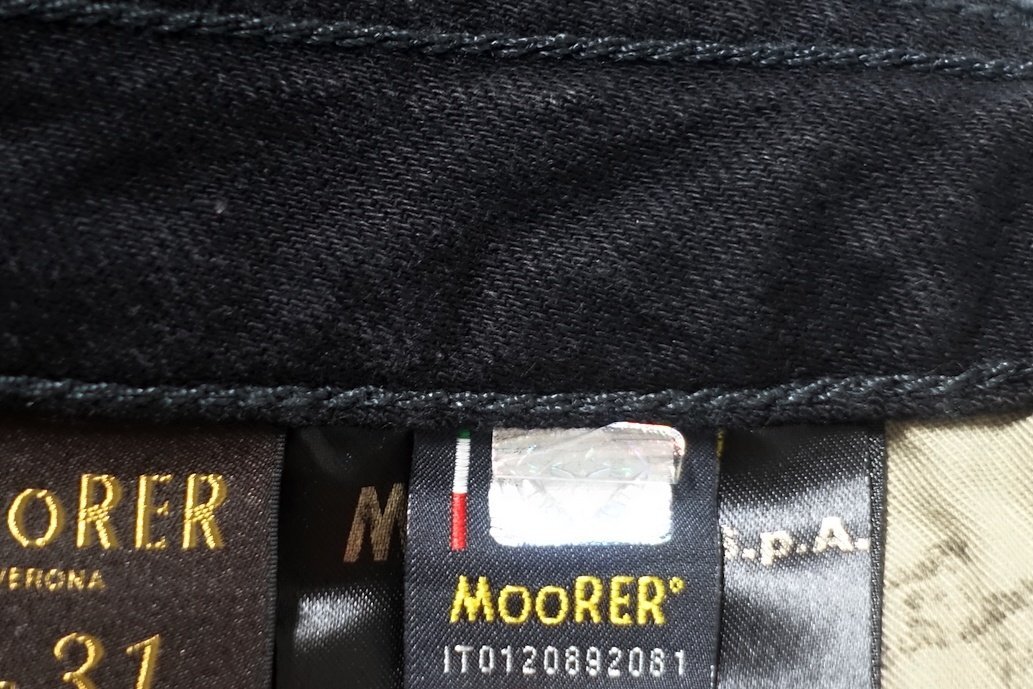 oRER
VERONA
31
M
S.p.A.
MooRER°
IT0120892081